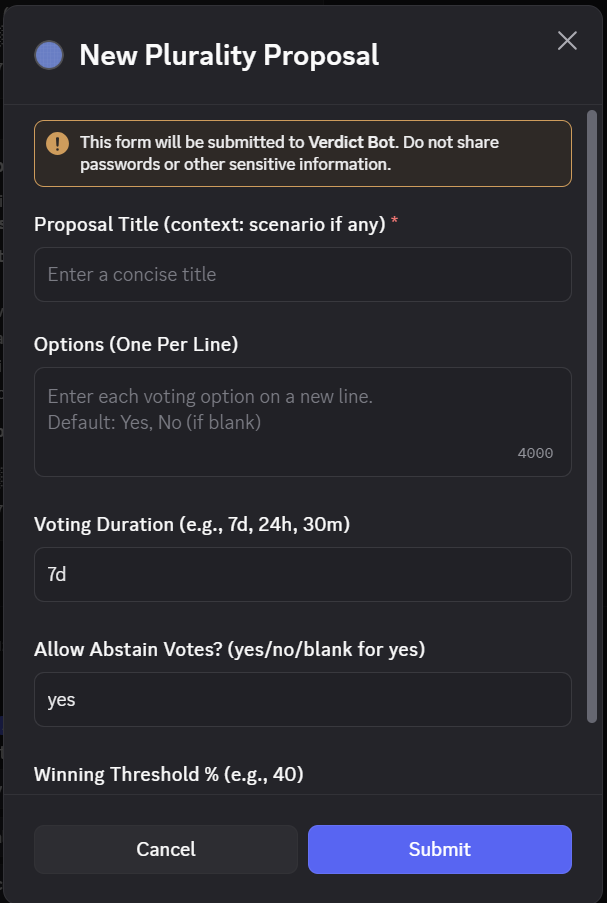 New Plurality Proposal
This form will be submitted to Verdict Bot. Do not share
passwords or other sensitive information.
Proposal Title (context: scenario if any) *
Enter a concise title
Options (One Per Line)
Enter each voting option on a new line.
Default: Yes, No (if blank)
4000
Voting Duration (e.g., 7d, 24h, 30m)
7d
Allow Abstain Votes? (yes/no/blank for yes)
yes
Winning Threshold % (e.g., 40)
Cancel
Submit